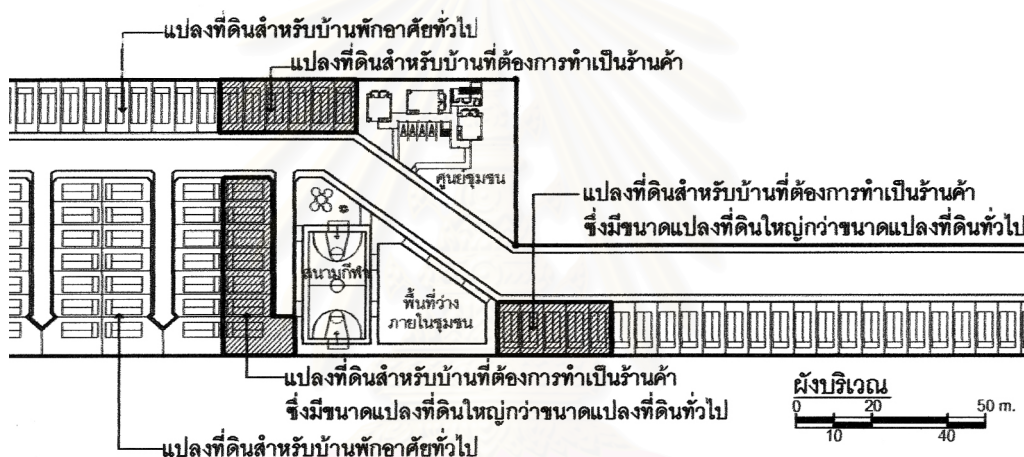 แปลงที่ดินสำหรับบ้านพักอาศัยทั่วไป
แปลงที่ดินสำหรับบ้านที่ต้องการทำเป็นร้านค้า
ศูนย์ชุมชน
แปลงที่ดินสำหรับบ้านที่ต้องการทำเป็นร้านค้า
ซึ่งมีขนาดแปลงที่ดินใหญ่กว่าขนาดแปลงที่ดินทั่วไป
สนามกีฬา
พื้นที่ว่าง
ภายในชุมชน
แปลงที่ดินสำหรับบ้านที่ต้องการทำเป็นร้านค้า
ซึ่งมีขนาดแปลงที่ดินใหญ่กว่าขนาดแปลงที่ดินทั่วไป
ผังบริเวณ
0 20 50 m.
10 40
แปลงที่ดินสำหรับบ้านพักอาศัยทั่วไป